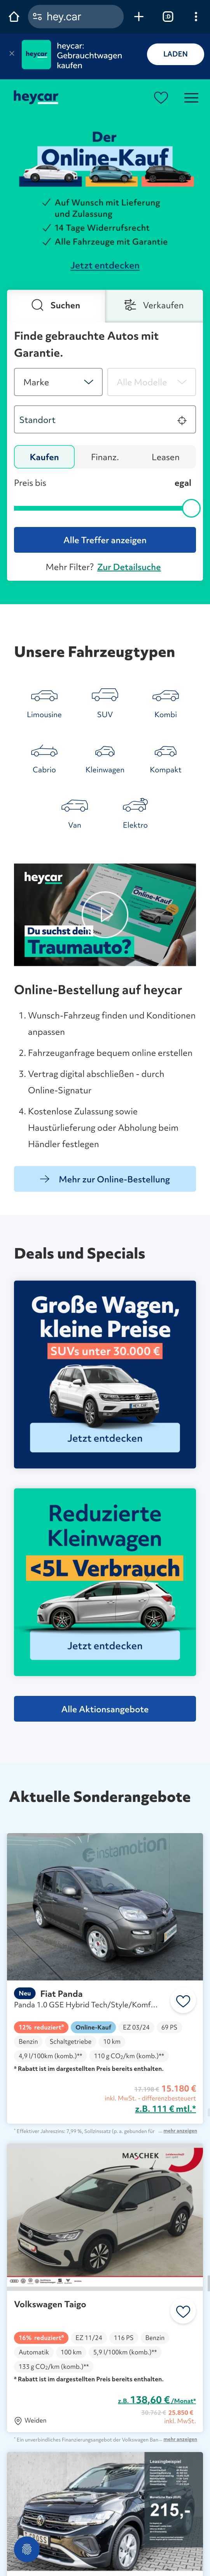 hey.car
heycar:
Gebrauchtwagen
kaufen
heycar
LADEN
heycar
Der
Online-Kauf
Auf Wunsch mit Lieferung
und Zulassung
14 Tage Widerrufsrecht
Alle Fahrzeuge mit Garantie
Jetzt entdecken
Suchen
Verkaufen
Finde gebrauchte Autos mit
Garantie.
Marke
Alle Modelle
Standort
Kaufen
Finanz.
Leasen
Preis bis
egal
Alle Treffer anzeigen
Mehr Filter? Zur Detailsuche
Unsere Fahrzeugtypen
Limousine
SUV
Kombi
Cabrio
Kleinwagen
Kompakt
Van
Elektro
heycar
Online-Kauf
Du suchst dein
Traumauto?
Online-Bestellung auf heycar
1. Wunsch-Fahrzeug finden und Konditionen
anpassen
2. Fahrzeuganfrage bequem online erstellen
3. Vertrag digital abschließen - durch
Online-Signatur
4. Kostenlose Zulassung sowie
Haustürlieferung oder Abholung beim
Händler festlegen
Mehr zur Online-Bestellung
Deals und Specials
Große Wagen,
kleine Preise
SUVs unter 30.000 €
Jetzt entdecken
Reduzierte
Kleinwagen
<5L Verbrauch
Jetzt entdecken
Alle Aktionsangebote
Aktuelle Sonderangebote
instamotion
Neu Fiat Panda
Panda 1.0 GSE Hybrid Tech/Style/Komf...
12% reduziert* Online-Kauf EZ 03/24 69 PS
Benzin Schaltgetriebe 10 km
4,9 l/100km (komb.)** 110 g CO₂/km (komb.)**
* Rabatt ist im dargestellten Preis bereits enthalten.
17.198 € 15.180 €
inkl. MwSt. - differenzbesteuert
z.B. 111 € mtl.*
mehr anzeigen
MASCHEK
Volkswagen Taigo
16% reduziert* EZ 11/24 116 PS Benzin
Automatik 100 km 5,9 l/100km (komb.)**
133 g CO₂/km (komb.)**
* Rabatt ist im dargestellten Preis bereits enthalten.
z.B. 138,60 € /Monat*
30.762 € 25.850 €
Weiden
inkl. MwSt.
mehr anzeigen
Leasingbeispiel
215,-